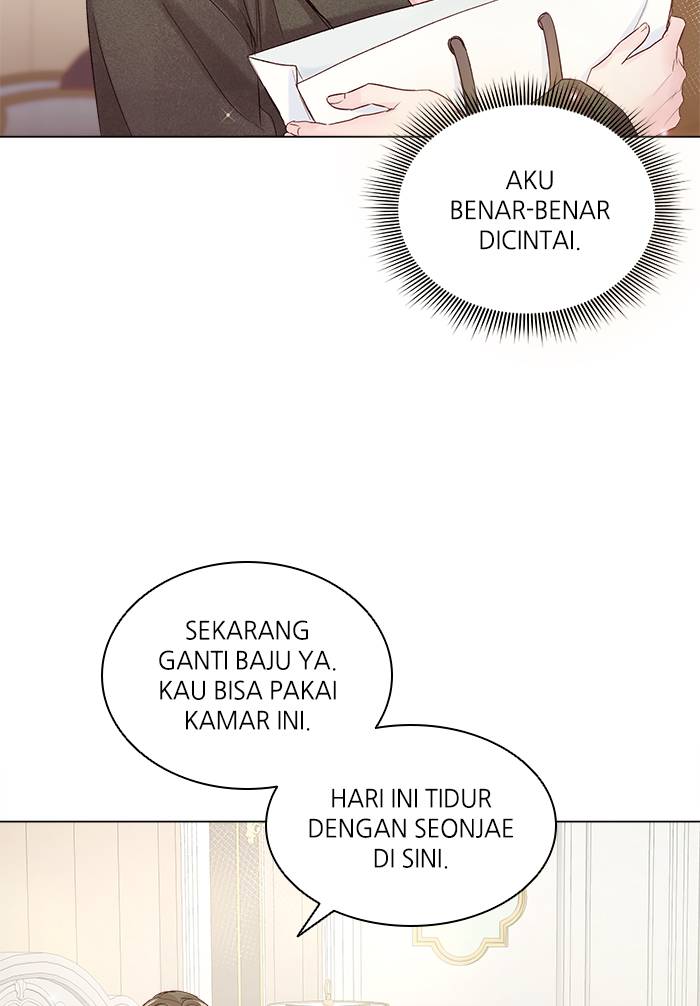 AKU
BENAR-BENAR
DICINTAI.
SEKARANG
GANTI BAJU YA.
KAU BISA PAKAI
KAMAR INI.
HARI INI TIDUR
DENGAN SEONJAE
DI SINI.